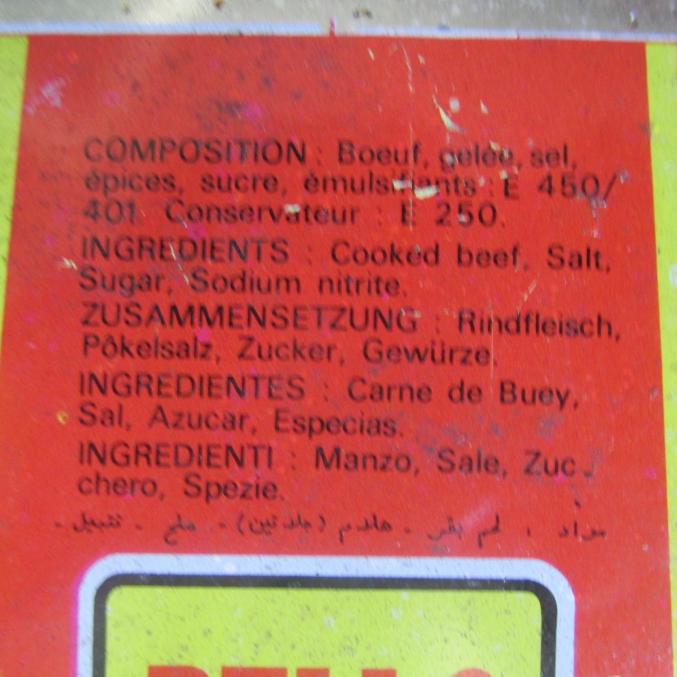 COMPOSITION : Boeuf, gelée, sel,
épices, sucre, émulsifiants : E 450/
401 Conservateur : E 250.
INGREDIENTS : Cooked beef, Salt,
Sugar, Sodium nitrite.
ZUSAMMENSETZUNG : Rindfleisch,
Pôkelsalz, Zucker, Gewürze
INGREDIENTES : Carne de Buey,
Sal, Azucar, Especias.
INGREDIENTI : Manzo, Sale, Zuc-
chero, Spezie.
مواد : لحم بقر - هلام (جلاتين) - ملح -